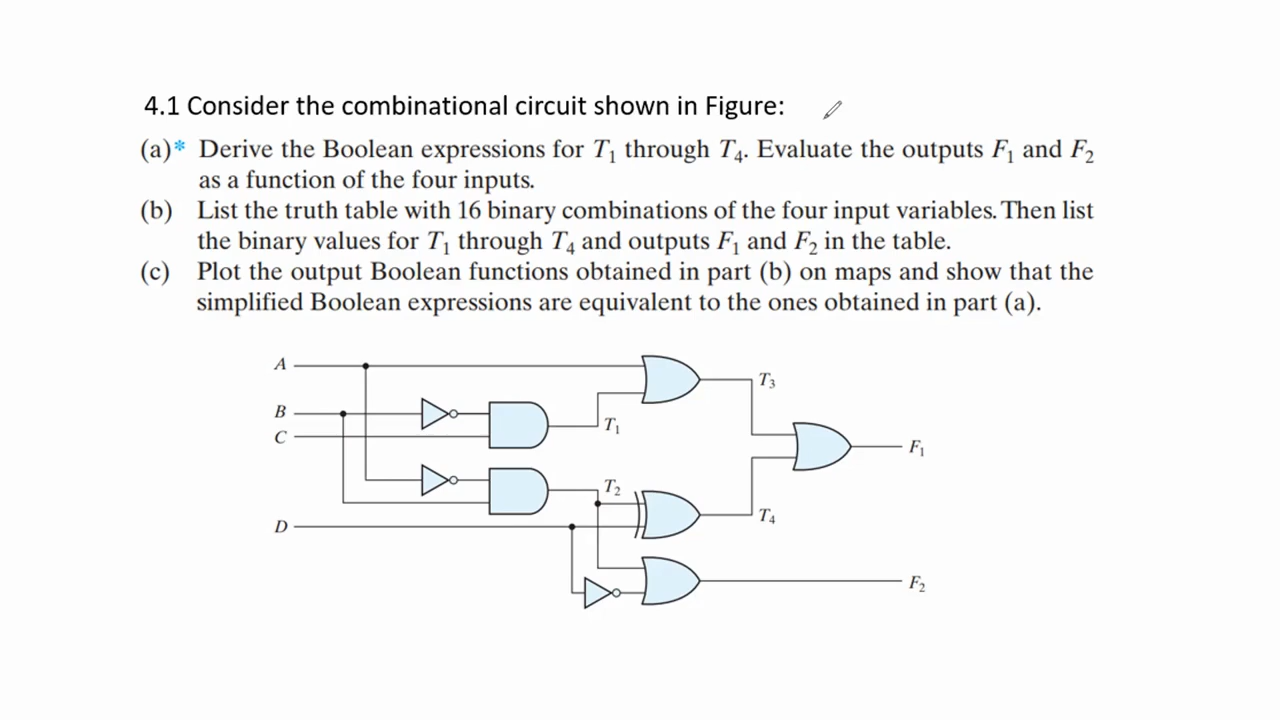 4.1 Consider the combinational circuit shown in Figure:
(a)* Derive the Boolean expressions for T₁ through T₄. Evaluate the outputs F₁ and F₂
as a function of the four inputs.
(b) List the truth table with 16 binary combinations of the four input variables. Then list
the binary values for T₁ through T₄ and outputs F₁ and F₂ in the table.
(c) Plot the output Boolean functions obtained in part (b) on maps and show that the
simplified Boolean expressions are equivalent to the ones obtained in part (a).
A
T₃
B
T₁
C
F₁
T₂
D
T₄
F₂